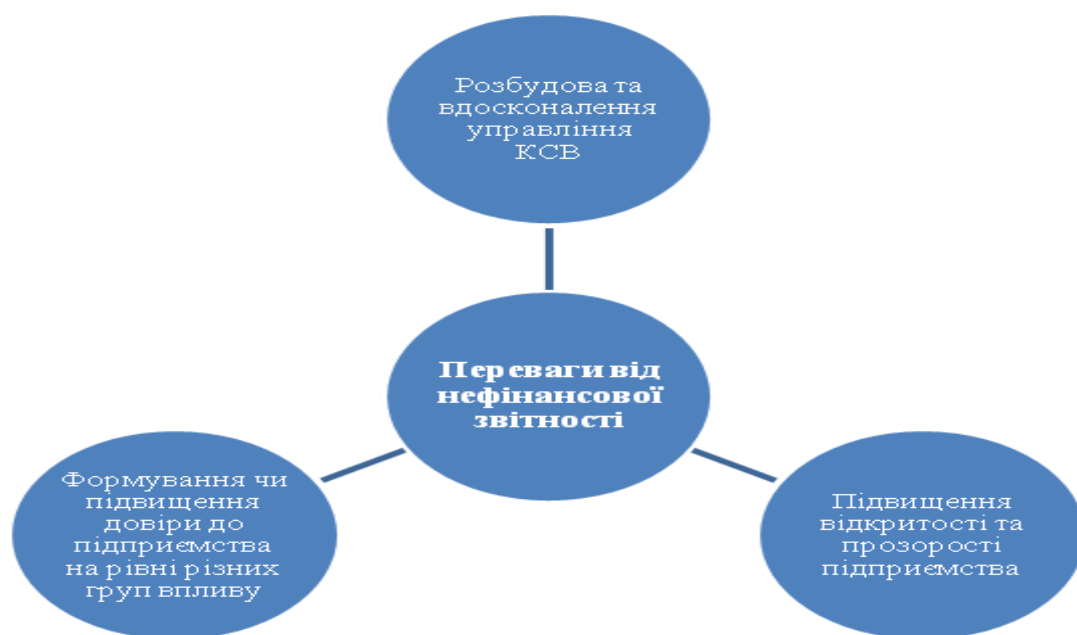 Розбудова та
вдосконалення
управління
КСВ
Переваги від
нефінансової
звітності
Формування чи
підвищення
довіри до
підприємства
на рівні різних
груп впливу
Підвищення
відкритості та
прозорості
підприємства